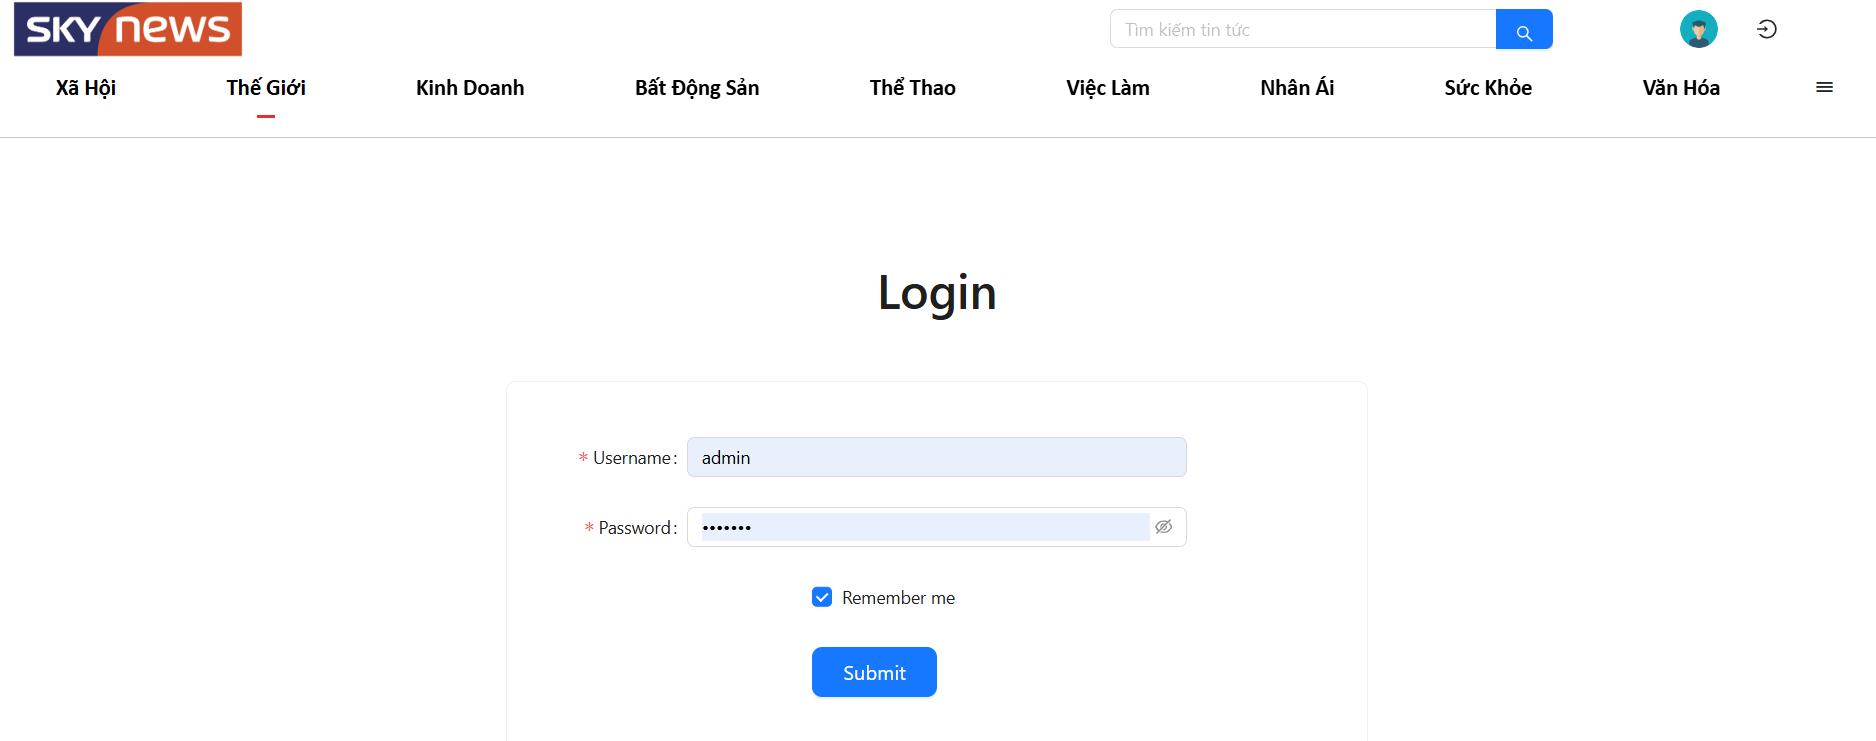 sky news
Tìm kiếm tin tức
Xã Hội Thế Giới Kinh Doanh Bất Động Sản Thể Thao Việc Làm Nhân Ái Sức Khỏe Văn Hóa
Login
* Username: admin
* Password: •••••••
Remember me
Submit